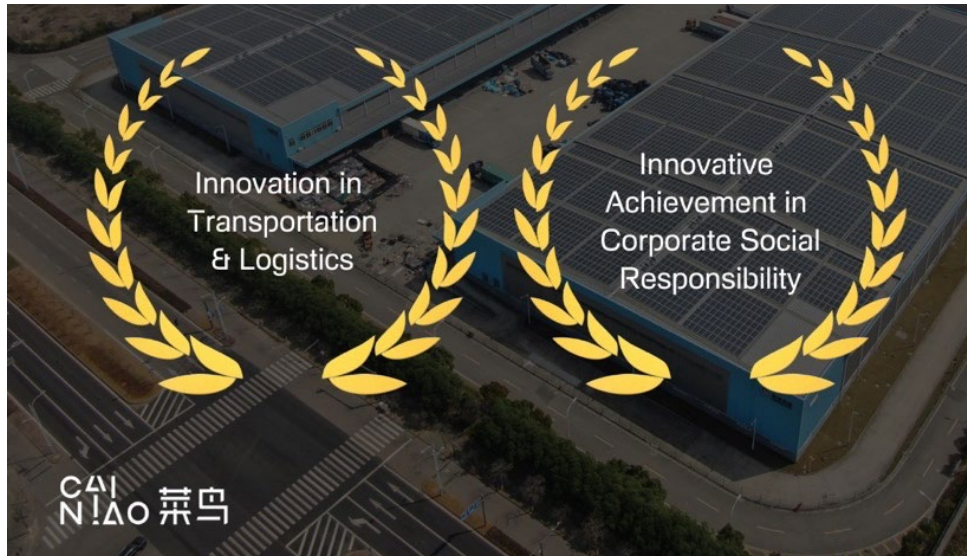 Innovation in
Transportation
& Logistics
Innovative
Achievement in
Corporate Social
Responsibility
CAI
NIAO 菜鸟